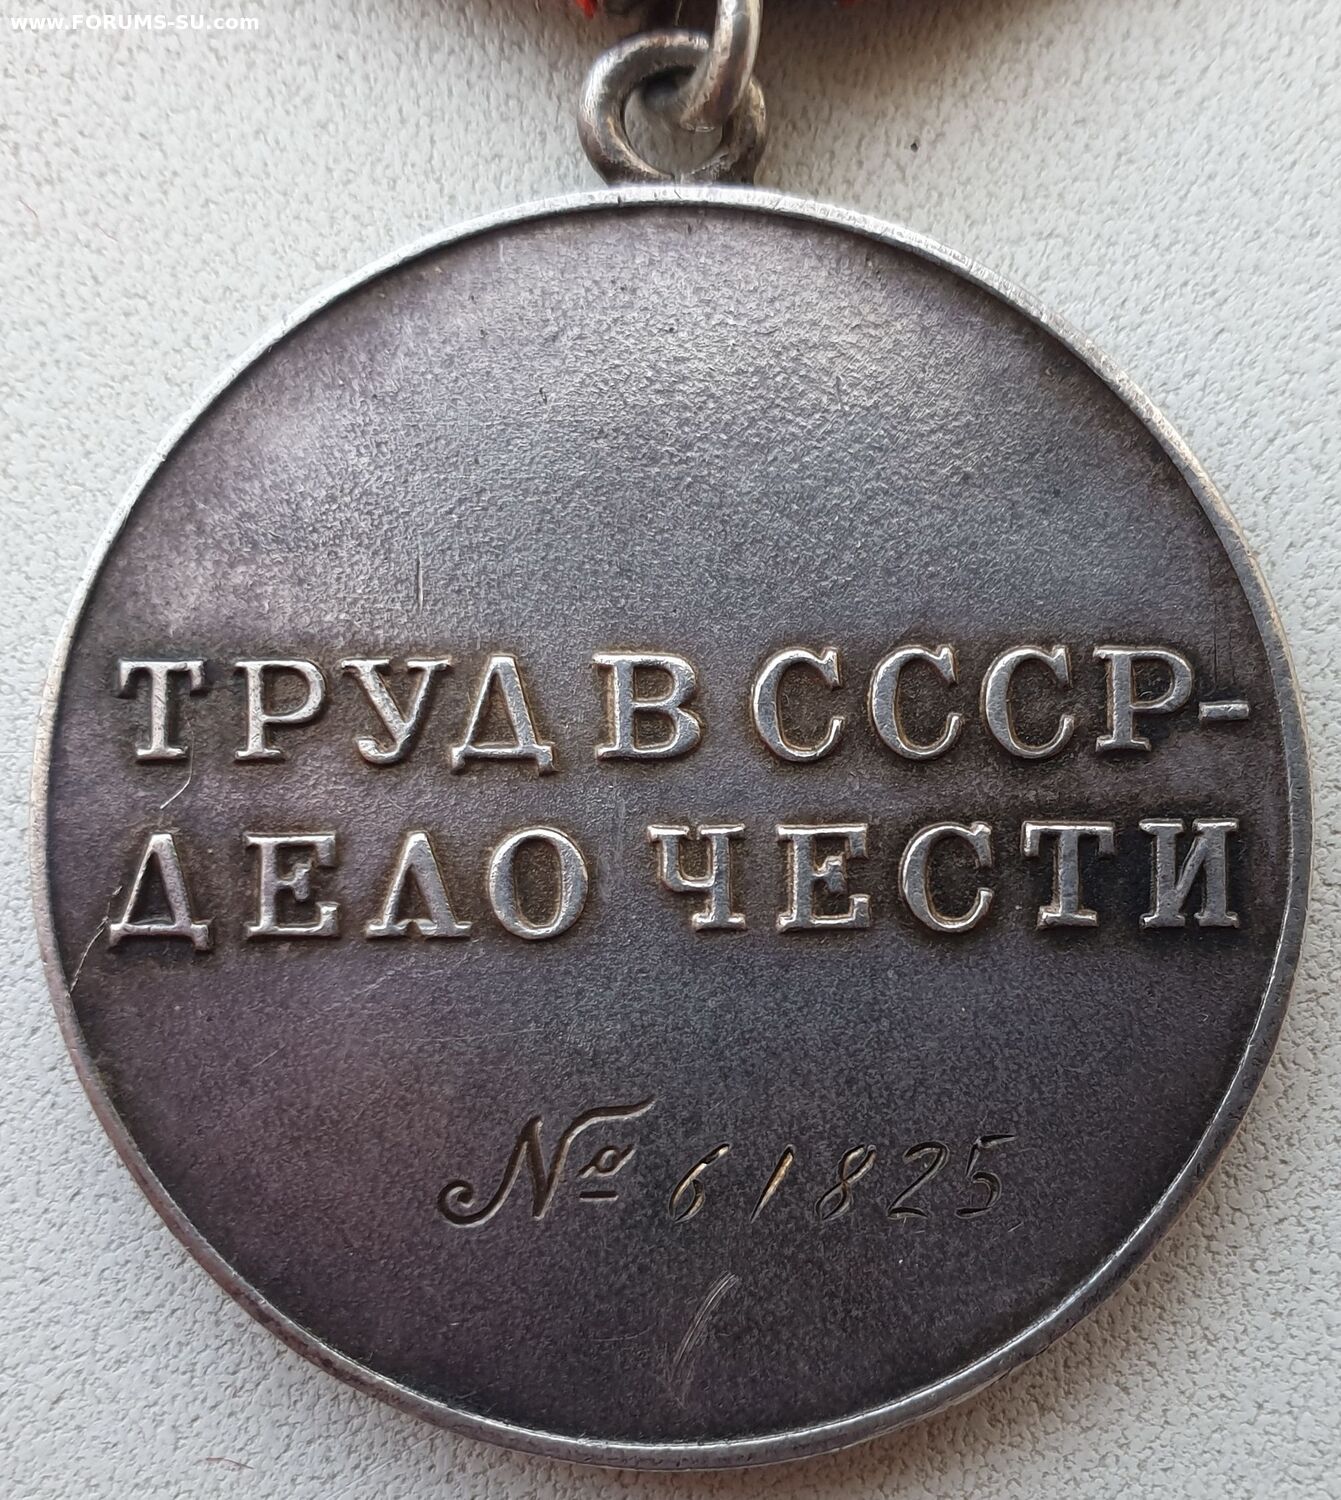 www.FORUMS-SU.com
ТРУД В СССР-
ДЕЛО ЧЕСТИ
№ 61825